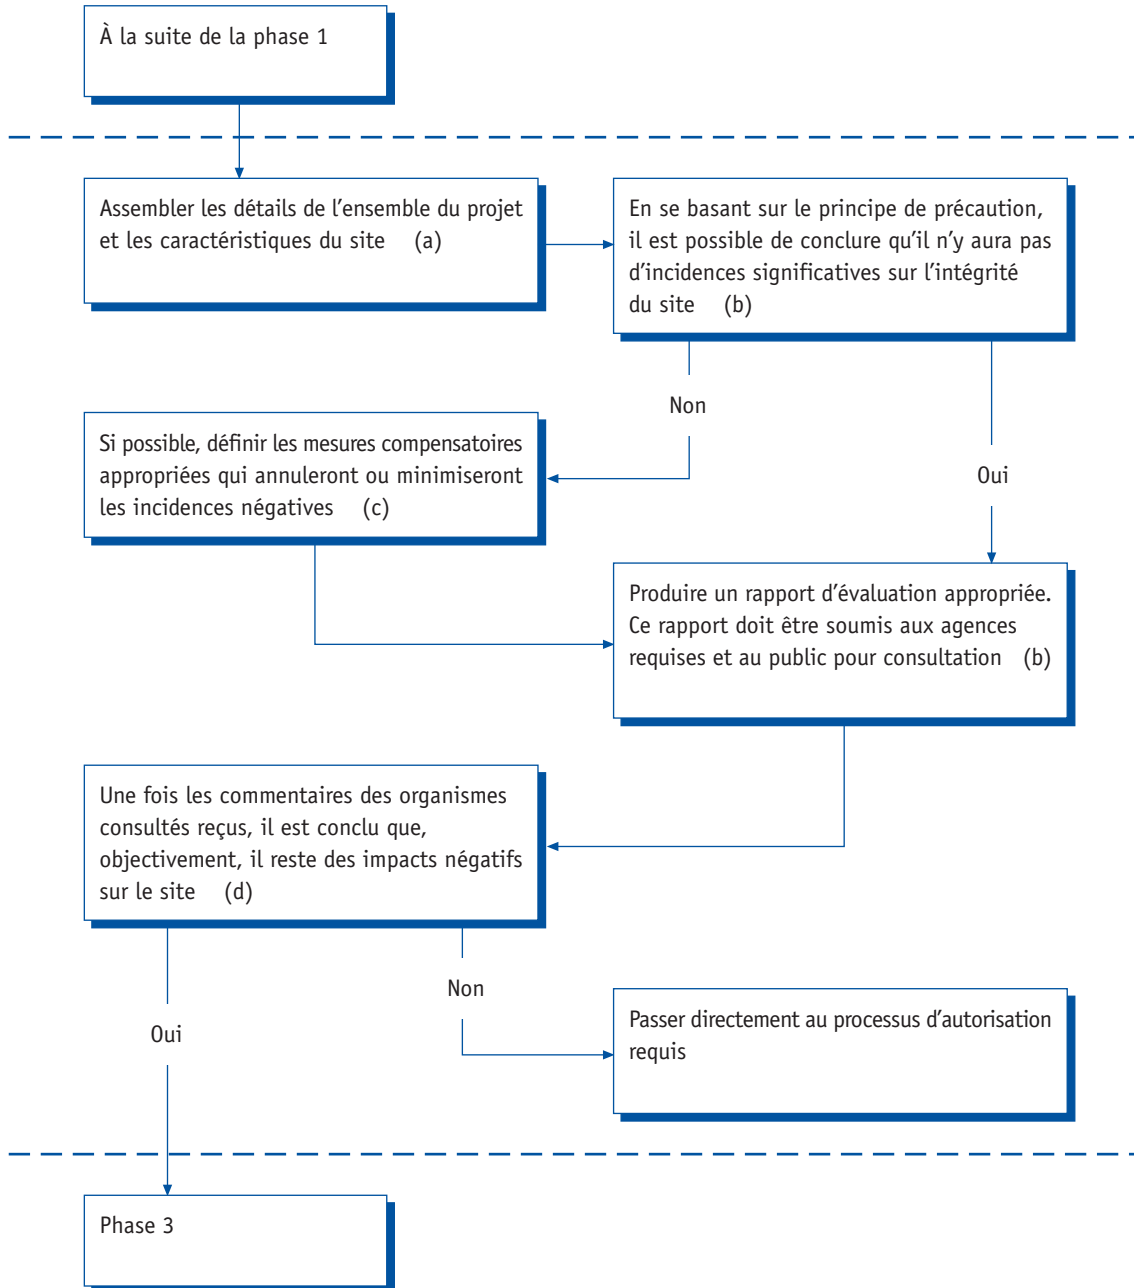 À la suite de la phase 1
Assembler les détails de l'ensemble du projet
et les caractéristiques du site (a)
En se basant sur le principe de précaution,
il est possible de conclure qu'il n'y aura pas
d'incidences significatives sur l'intégrité
du site (b)
Non
Oui
Si possible, définir les mesures compensatoires
appropriées qui annuleront ou minimiseront
les incidences négatives (c)
Produire un rapport d'évaluation appropriée.
Ce rapport doit être soumis aux agences
requises et au public pour consultation (b)
Une fois les commentaires des organismes
consultés reçus, il est conclu que,
objectivement, il reste des impacts négatifs
sur le site (d)
Non
Oui
Passer directement au processus d'autorisation
requis
Phase 3